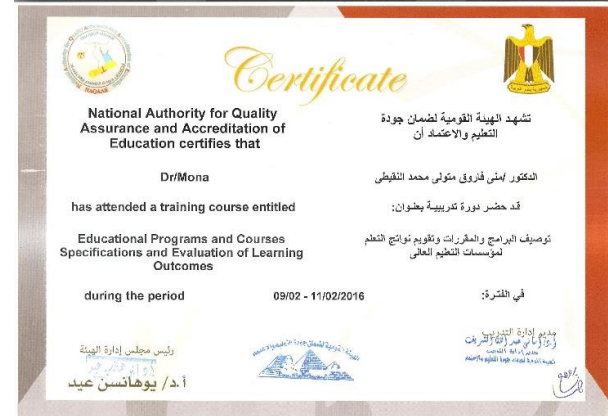 Certificate
National Authority for Quality
Assurance and Accreditation of
Education certifies that
تشهد الهيئة القومية لضمان جودة
التعليم والاعتماد أن
Dr/Mona
الدكتور /منى فاروق متولى محمد النقيطى
has attended a training course entitled
قد حضر دورة تدريبية بعنوان:
Educational Programs and Courses
Specifications and Evaluation of Learning
Outcomes
توصيف البرامج والمقررات وتقويم نواتج التعلم
لمؤسسات التعليم العالى
during the period
09/02 - 11/02/2016
في الفترة:
رئيس مجلس إدارة الهيئة
أ.د/ يوهانسن عيد
مدير إدارة التدريب